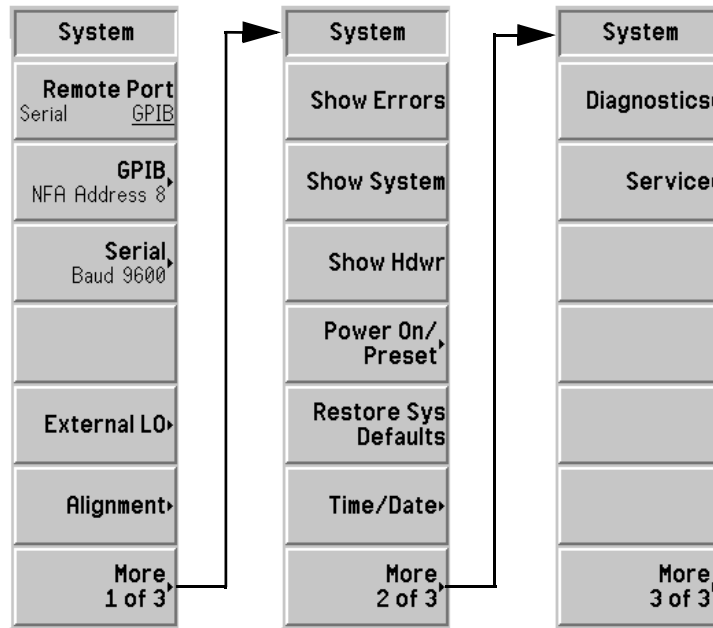 System
Remote Port
Serial GPIB
GPIB
NFA Address 8
Serial
Baud 9600
External LO
Alignment
More
1 of 3
System
Show Errors
Show System
Show Hdwr
Power On/
Preset
Restore Sys
Defaults
Time/Date
More
2 of 3
System
Diagnostics
Service
More
3 of 3